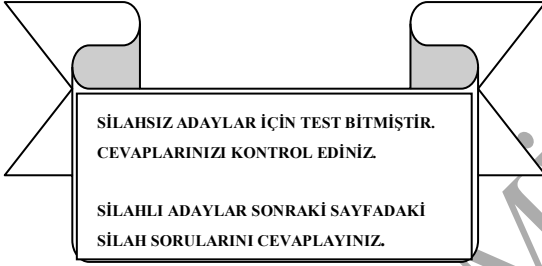 SİLAHSIZ ADAYLAR İÇİN TEST BİTMİŞTİR.
CEVAPLARINIZI KONTROL EDİNİZ.
SİLAHLI ADAYLAR SONRAKİ SAYFADAKİ
SİLAH SORULARINI CEVAPLAYINIZ.